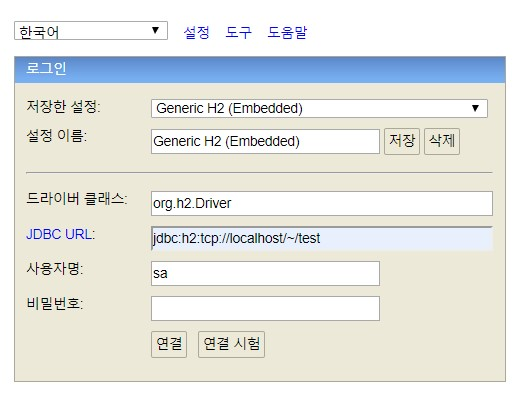 한국어 설정 도구 도움말
로그인
저장한 설정: Generic H2 (Embedded)
설정 이름: Generic H2 (Embedded) 저장 삭제
드라이버 클래스: org.h2.Driver
JDBC URL: jdbc:h2:tcp://localhost/~/test
사용자명: sa
비밀번호:
연결 연결 시험